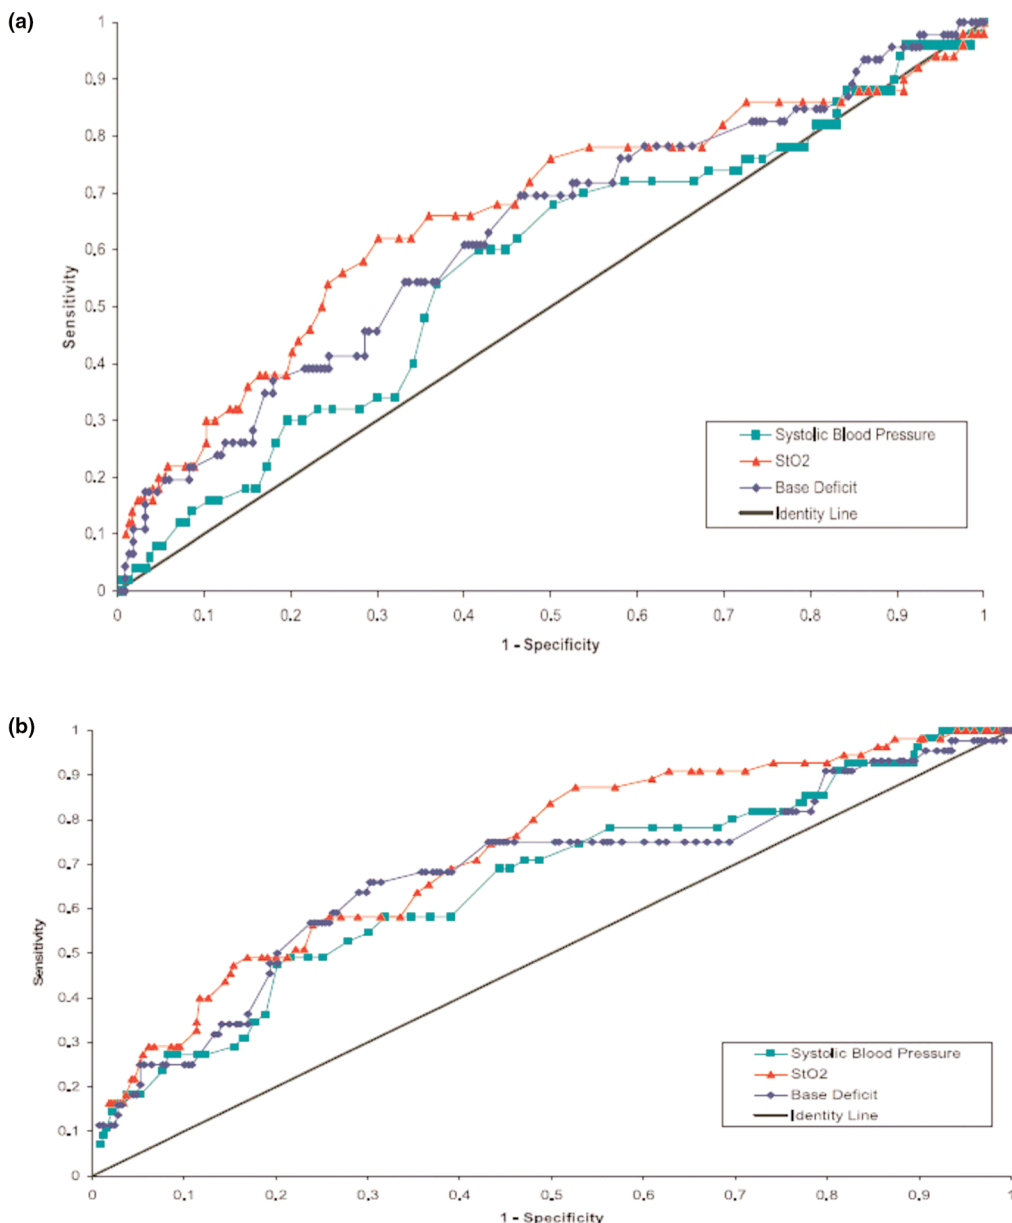 (a)
1
0.9
0.8
0.7
0.6
0.5
0.4
0.3
0.2
0.1
0
Sensitivity
Systolic Blood Pressure
StO2
Base Deficit
Identity Line
0 0.1 0.2 0.3 0.4 0.5 0.6 0.7 0.8 0.9 1
1 - Specificity
(b)
1
0.9
0.8
0.7
0.6
0.5
0.4
0.3
0.2
0.1
0
Sensitivity
Systolic Blood Pressure
StO2
Base Deficit
Identity Line
0 0.1 0.2 0.3 0.4 0.5 0.6 0.7 0.8 0.9 1
1 - Specificity